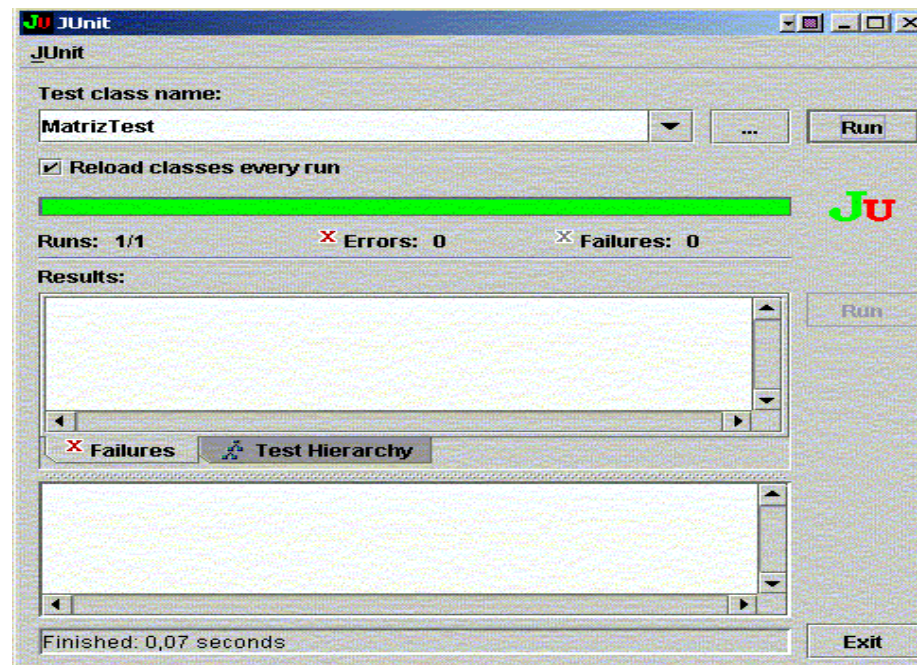 JU JUnit
JUnit
Test class name:
MatrizTest
...
Run
Reload classes every run
JU
Runs: 1/1
X Errors: 0
X Failures: 0
Results:
Run
X Failures
Test Hierarchy
Finished: 0,07 seconds
Exit